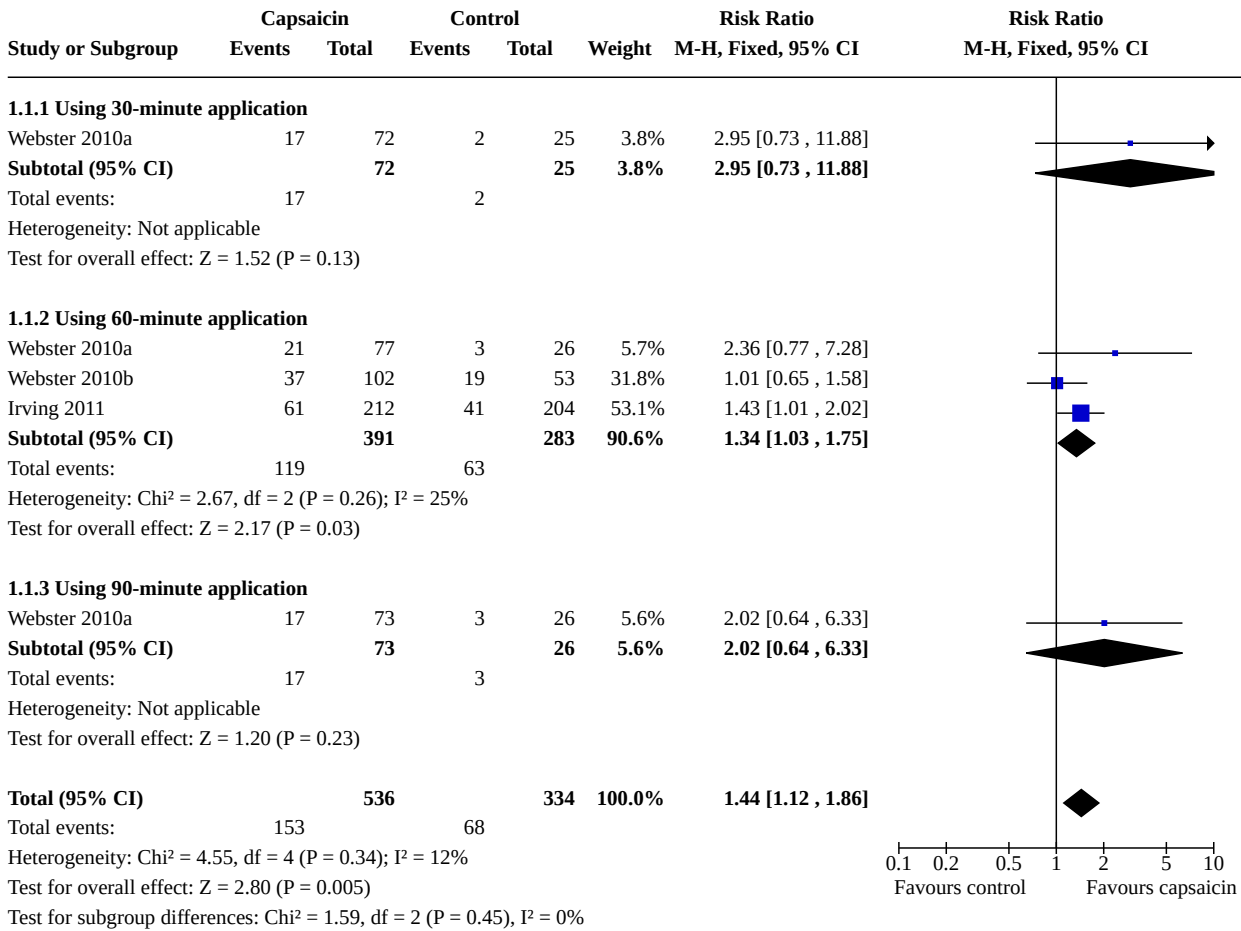 Capsaicin Control Risk Ratio Risk Ratio
Study or Subgroup Events Total Events Total Weight M-H, Fixed, 95% CI M-H, Fixed, 95% CI
1.1.1 Using 30-minute application
Webster 2010a 17 72 2 25 3.8% 2.95 [0.73 , 11.88]
Subtotal (95% CI) 72 25 3.8% 2.95 [0.73 , 11.88]
Total events: 17 2
Heterogeneity: Not applicable
Test for overall effect: Z = 1.52 (P = 0.13)
1.1.2 Using 60-minute application
Webster 2010a 21 77 3 26 5.7% 2.36 [0.77 , 7.28]
Webster 2010b 37 102 19 53 31.8% 1.01 [0.65 , 1.58]
Irving 2011 61 212 41 204 53.1% 1.43 [1.01 , 2.02]
Subtotal (95% CI) 391 283 90.6% 1.34 [1.03 , 1.75]
Total events: 119 63
Heterogeneity: Chi² = 2.67, df = 2 (P = 0.26); I² = 25%
Test for overall effect: Z = 2.17 (P = 0.03)
1.1.3 Using 90-minute application
Webster 2010a 17 73 3 26 5.6% 2.02 [0.64 , 6.33]
Subtotal (95% CI) 73 26 5.6% 2.02 [0.64 , 6.33]
Total events: 17 3
Heterogeneity: Not applicable
Test for overall effect: Z = 1.20 (P = 0.23)
Total (95% CI) 536 334 100.0% 1.44 [1.12 , 1.86]
Total events: 153 68
Heterogeneity: Chi² = 4.55, df = 4 (P = 0.34); I² = 12%
0.1 0.2 0.5 1 2 5 10
Test for overall effect: Z = 2.80 (P = 0.005)
Favours control Favours capsaicin
Test for subgroup differences: Chi² = 1.59, df = 2 (P = 0.45), I² = 0%